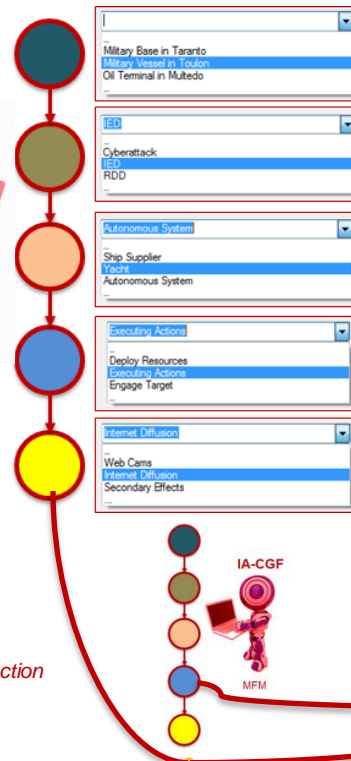 ...
Military Base in Taranto
Military Vessel in Toulon
Oil Terminal in Multedo
...
IED
...
Cyberattack
IED
RDD
...
Autonomous System
...
Ship Supplier
Yacht
Autonomous System
...
Executing Actions
...
Deploy Resources
Executing Actions
Engage Target
...
Internet Diffusion
...
Web Cams
Internet Diffusion
Secondary Effects
...
IA-CGF
MFM
ction